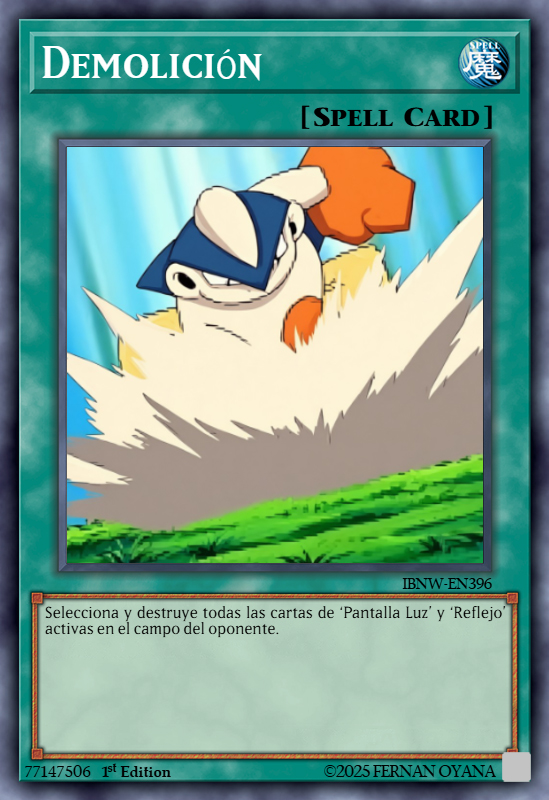 Demolición
SPELL
魔
[Spell Card]
IBNW-EN396
Selecciona y destruye todas las cartas de ‘Pantalla Luz’ y ‘Reflejo’
activas en el campo del oponente.
77147506 1st Edition ©2025 FERNAN OYANA